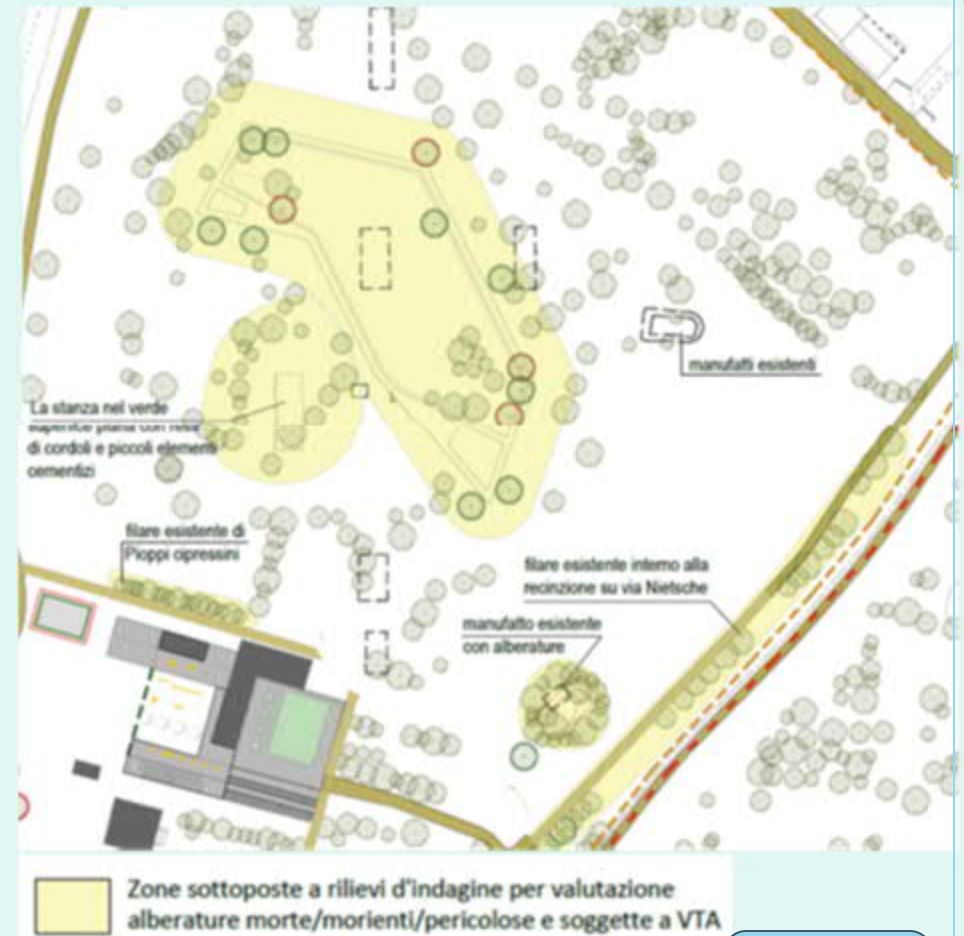 manufatti esistenti
La stanza nel verde
di cordoli e piccoli elementi
cementizi
filare esistente di
Pioppi cipressini
filare esistente interno alla
recinzione su via Nietsche
manufatto esistente
con alberature
Zone sottoposte a rilievi d'indagine per valutazione
alberature morte/morienti/pericolose e soggette a VTA